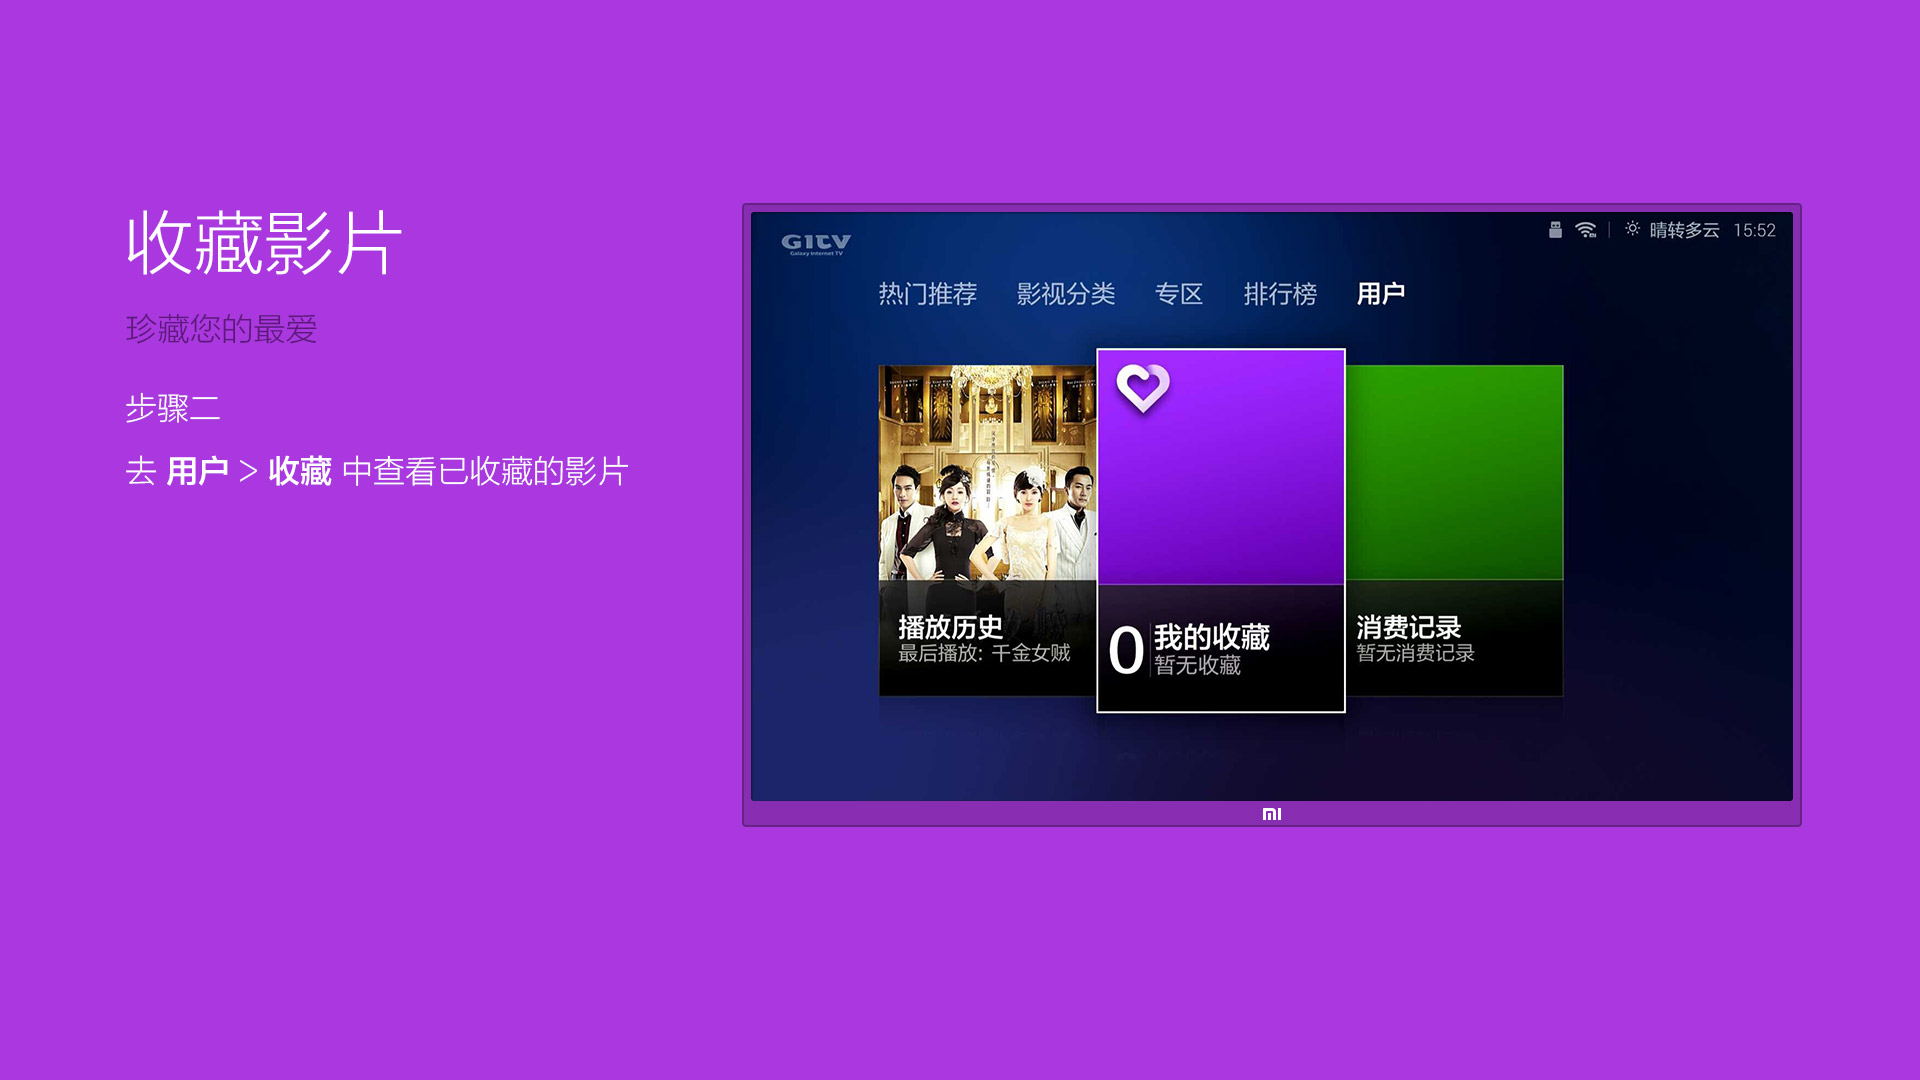 收藏影片
珍藏您的最爱
步骤二
去 用户 > 收藏 中查看已收藏的影片
GITV
Galaxy Internet TV
晴转多云 15:52
热门推荐 影视分类 专区 排行榜 用户
播放历史
最后播放: 千金女贼
0 我的收藏
暂无收藏
消费记录
暂无消费记录
mi